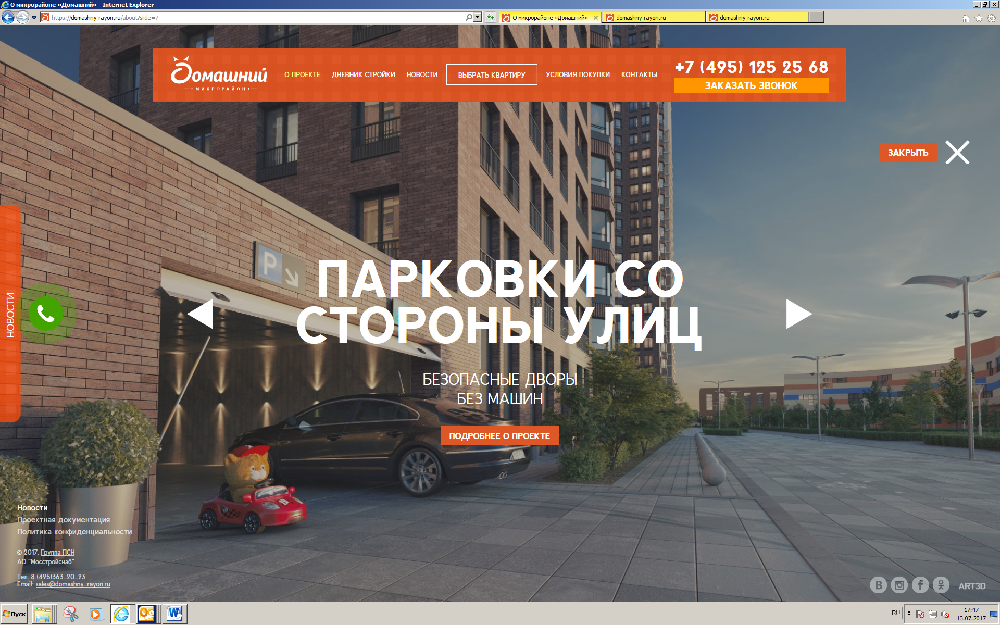 О микрорайоне «Домашний» - Internet Explorer
https://domashny-rayon.ru/about?slide=7
О микрорайоне «Домашний»
domashny-rayon.ru
domashny-rayon.ru
Домашний
МИКРОРАЙОН
О ПРОЕКТЕ
ДНЕВНИК СТРОЙКИ
НОВОСТИ
ВЫБРАТЬ КВАРТИРУ
УСЛОВИЯ ПОКУПКИ
КОНТАКТЫ
+7 (495) 125 25 68
ЗАКАЗАТЬ ЗВОНОК
ЗАКРЫТЬ
P
ПАРКОВКИ СО
СТОРОНЫ УЛИЦ
НОВОСТИ
БЕЗОПАСНЫЕ ДВОРЫ
БЕЗ МАШИН
ПОДРОБНЕЕ О ПРОЕКТЕ
19
Новости
Проектная документация
Политика конфиденциальности
© 2017, Группа ПСН
АО "Мосстройснаб"
Тел. 8 (495)363-20-23
Email: sales@domashny-rayon.ru
ART3D
Пуск
RU
17:47
13.07.2017